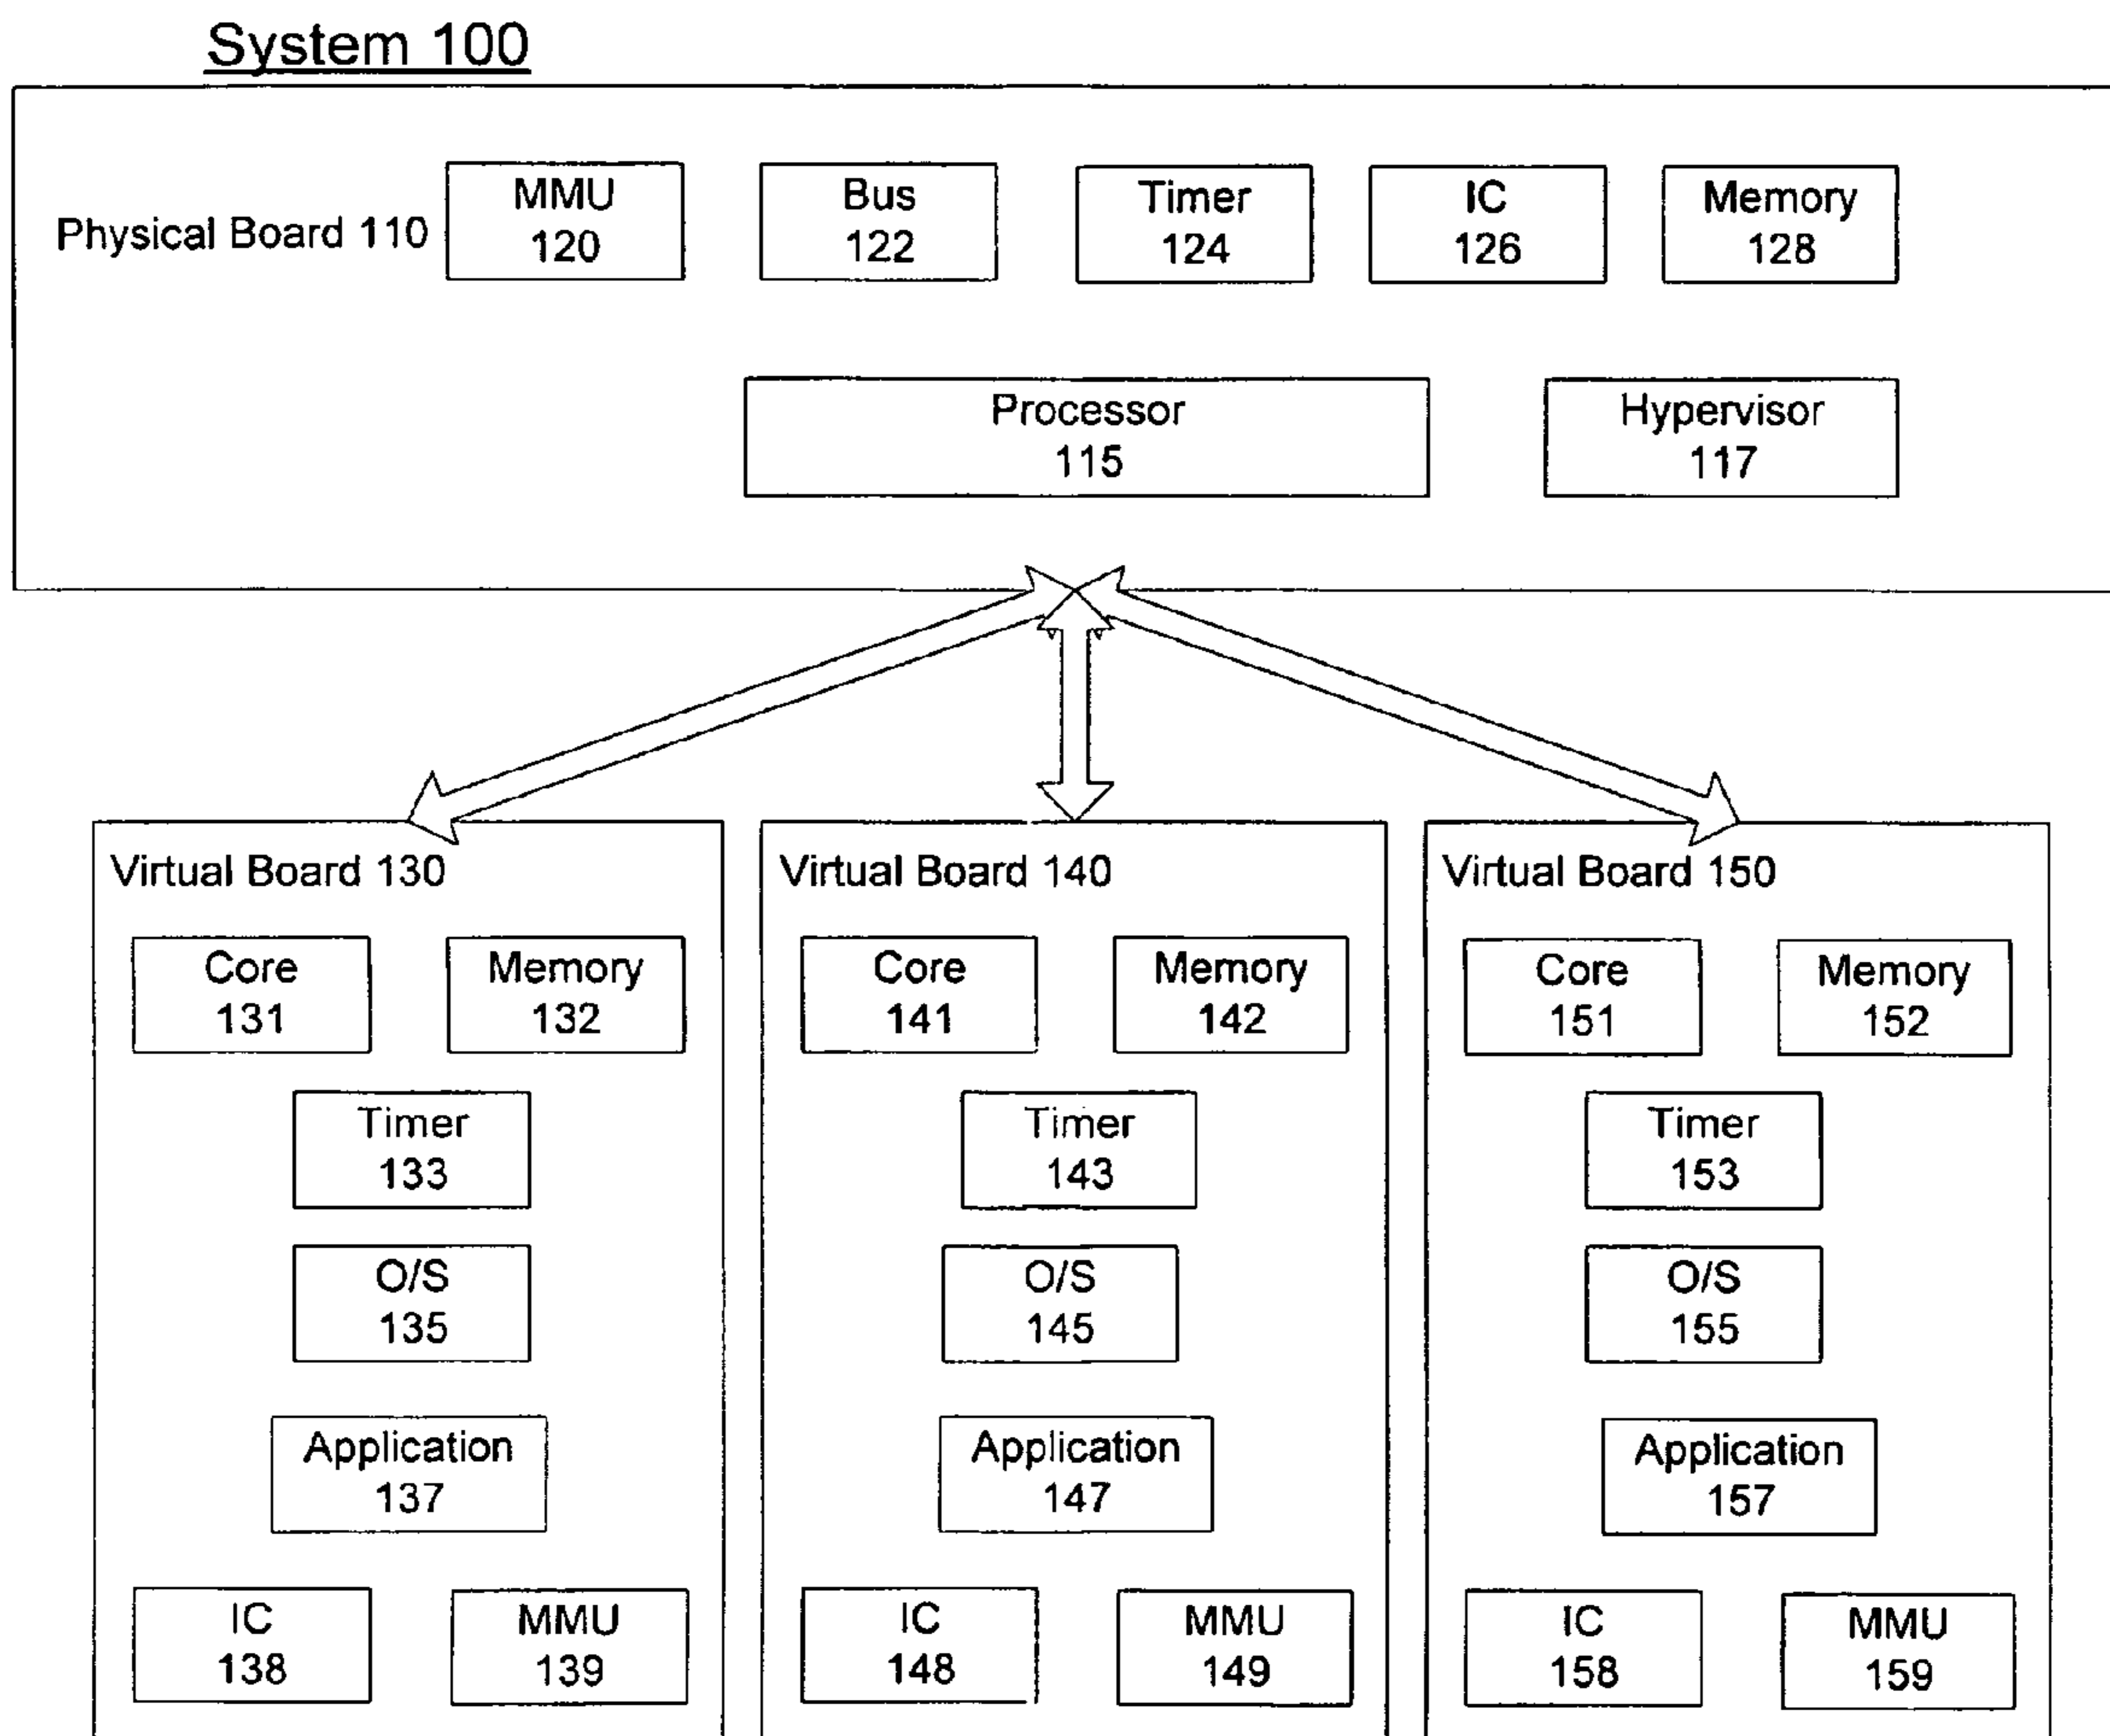 System 100
Physical Board 110
MMU
120
Bus
122
Timer
124
IC
126
Memory
128
Processor
115
Hypervisor
117
Virtual Board 130
Core
131
Memory
132
Timer
133
O/S
135
Application
137
IC
138
MMU
139
Virtual Board 140
Core
141
Memory
142
Timer
143
O/S
145
Application
147
IC
148
MMU
149
Virtual Board 150
Core
151
Memory
152
Timer
153
O/S
155
Application
157
IC
158
MMU
159